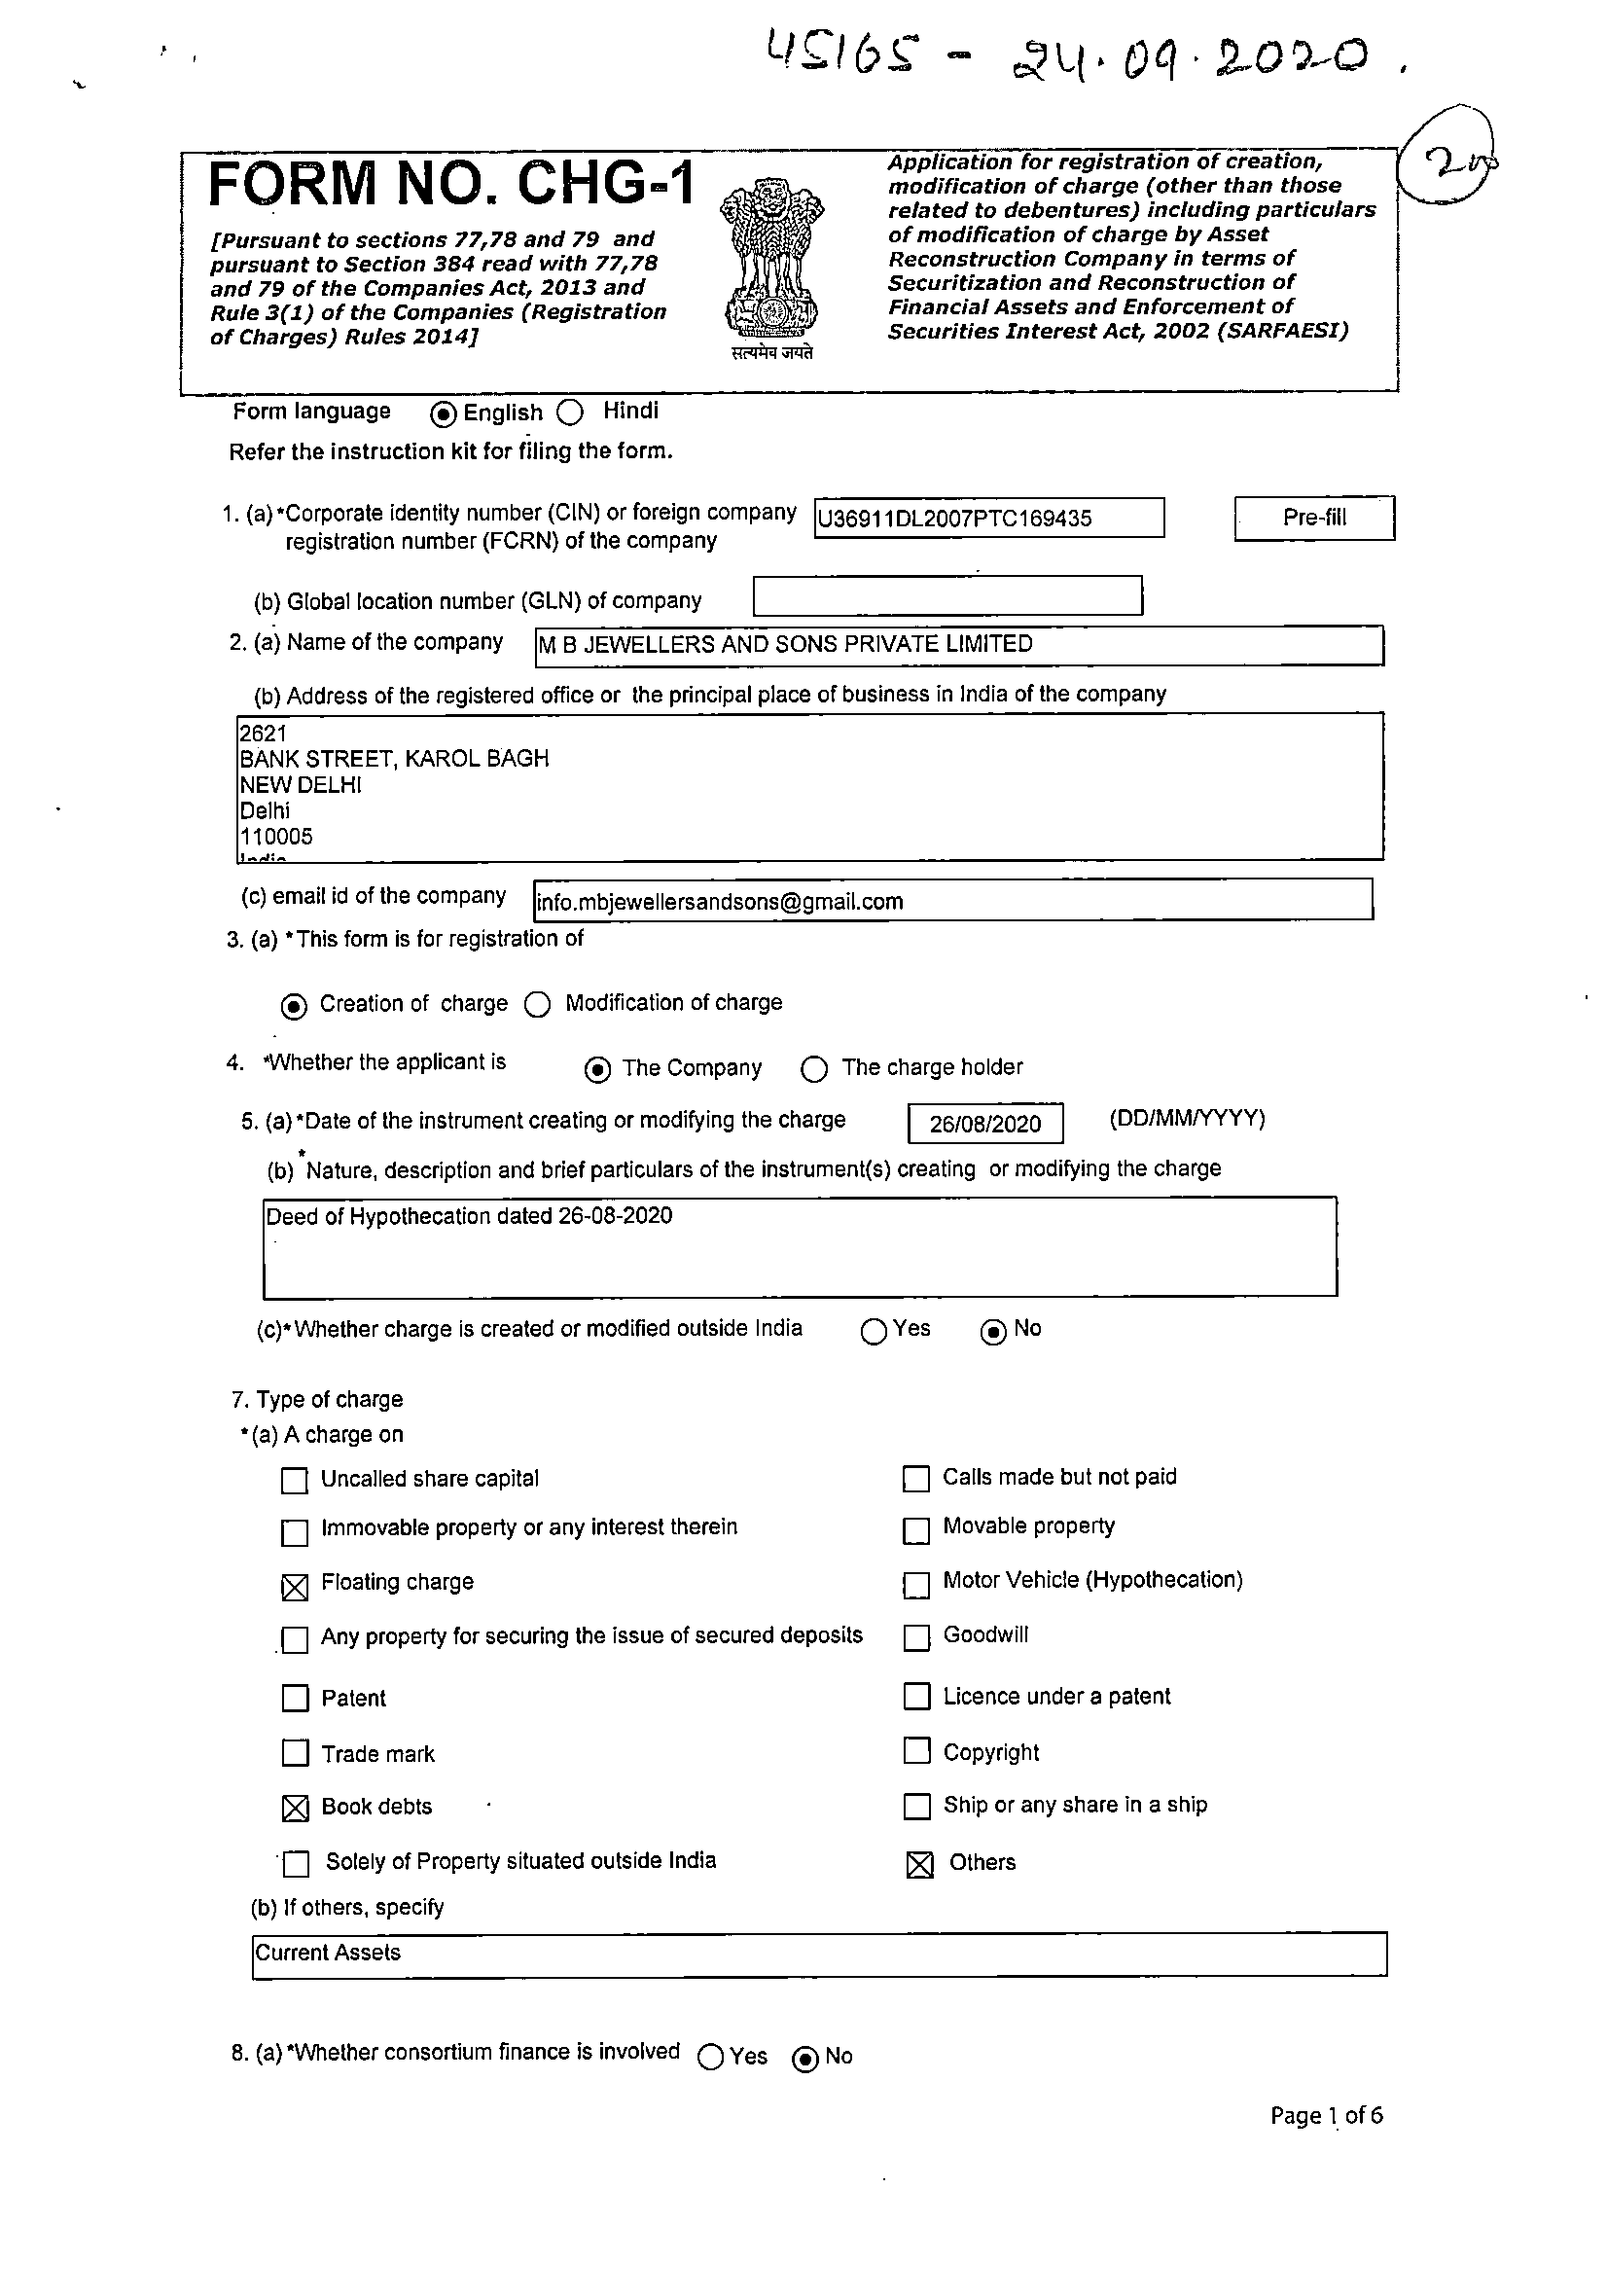 45165 - 24.09.2020.
FORM NO. CHG-1
[Pursuant to sections 77,78 and 79 and
pursuant to Section 384 read with 77,78
and 79 of the Companies Act, 2013 and
Rule 3(1) of the Companies (Registration
of Charges) Rules 2014]
सत्यमेव जयते
Application for registration of creation,
modification of charge (other than those
related to debentures) including particulars
of modification of charge by Asset
Reconstruction Company in terms of
Securitization and Reconstruction of
Financial Assets and Enforcement of
Securities Interest Act, 2002 (SARFAESI)
Form language English Hindi
Refer the instruction kit for filing the form.
1. (a)*Corporate identity number (CIN) or foreign company U36911DL2007PTC169435 Pre-fill
registration number (FCRN) of the company
(b) Global location number (GLN) of company
2. (a) Name of the company M B JEWELLERS AND SONS PRIVATE LIMITED
(b) Address of the registered office or the principal place of business in India of the company
2621
BANK STREET, KAROL BAGH
NEW DELHI
Delhi
110005
India
(c) email id of the company info.mbjewellersandsons@gmail.com
3. (a) *This form is for registration of
Creation of charge Modification of charge
4. *Whether the applicant is The Company The charge holder
5. (a)*Date of the instrument creating or modifying the charge 26/08/2020 (DD/MM/YYYY)
(b) *Nature, description and brief particulars of the instrument(s) creating or modifying the charge
Deed of Hypothecation dated 26-08-2020
(c)*Whether charge is created or modified outside India Yes No
7. Type of charge
*(a) A charge on
Uncalled share capital Calls made but not paid
Immovable property or any interest therein Movable property
Floating charge Motor Vehicle (Hypothecation)
Any property for securing the issue of secured deposits Goodwill
Patent Licence under a patent
Trade mark Copyright
Book debts Ship or any share in a ship
Solely of Property situated outside India Others
(b) If others, specify
Current Assets
8. (a)*Whether consortium finance is involved Yes No
Page 1 of 6